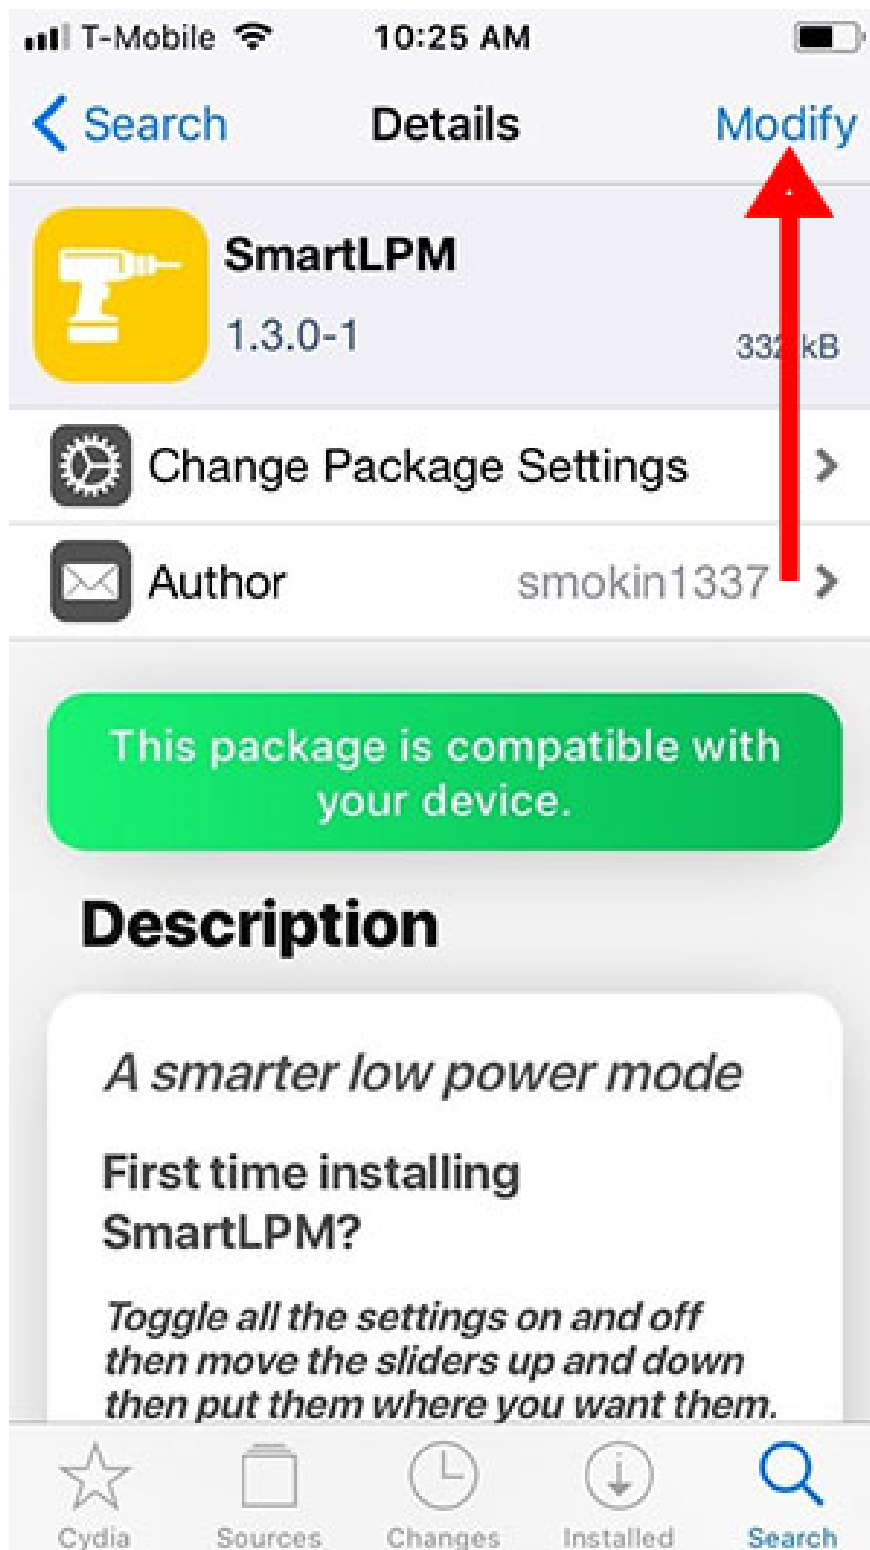 T-Mobile 10:25 AM
Search Details Modify
SmartLPM
1.3.0-1 332 kB
Change Package Settings
Author smokin1337
This package is compatible with
your device.
Description
A smarter low power mode
First time installing
SmartLPM?
Toggle all the settings on and off
then move the sliders up and down
then put them where you want them.
Cydia Sources Changes Installed Search